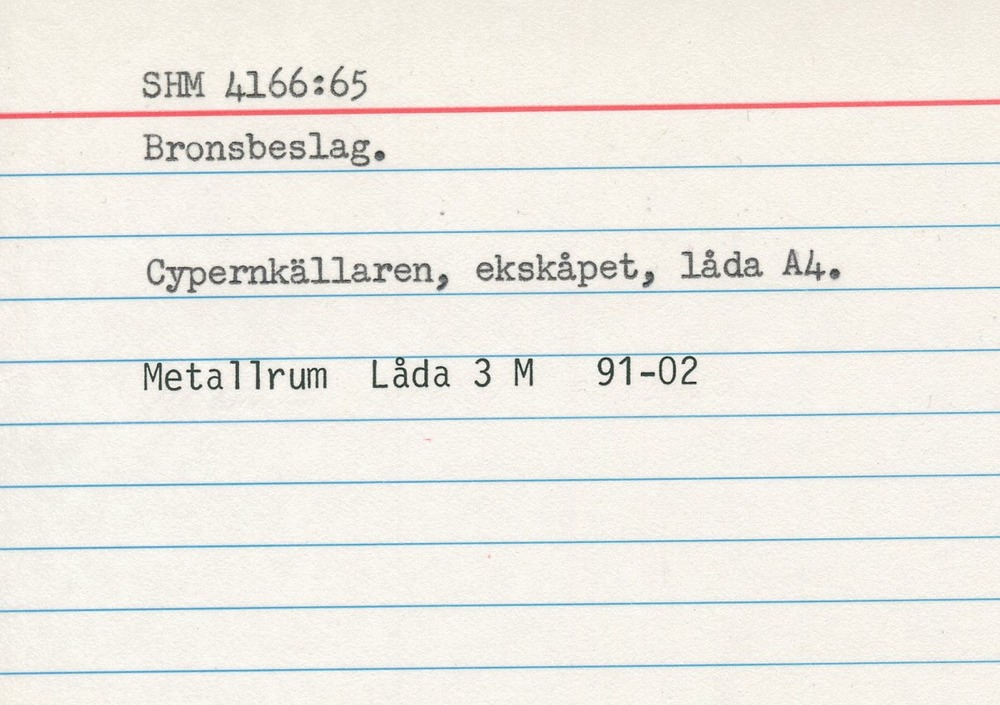 SHM 4166:65
Bronsbeslag.
Cypernkällaren, ekskåpet, låda A4.
Metallrum Låda 3 M 91-02